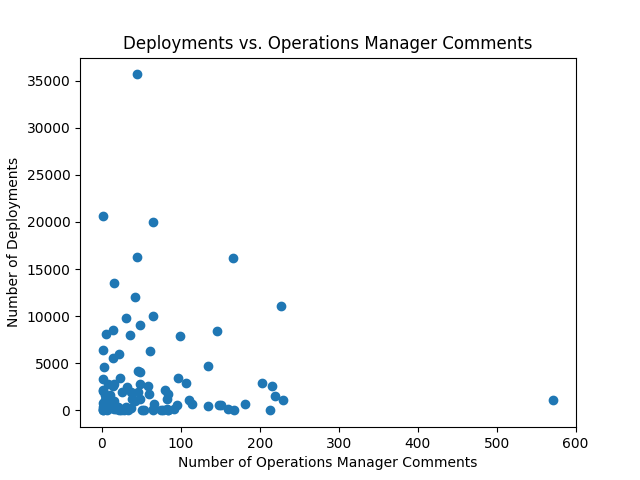 Deployments vs. Operations Manager Comments
35000
30000
25000
20000
15000
10000
5000
0
Number of Deployments
0 100 200 300 400 500 600
Number of Operations Manager Comments